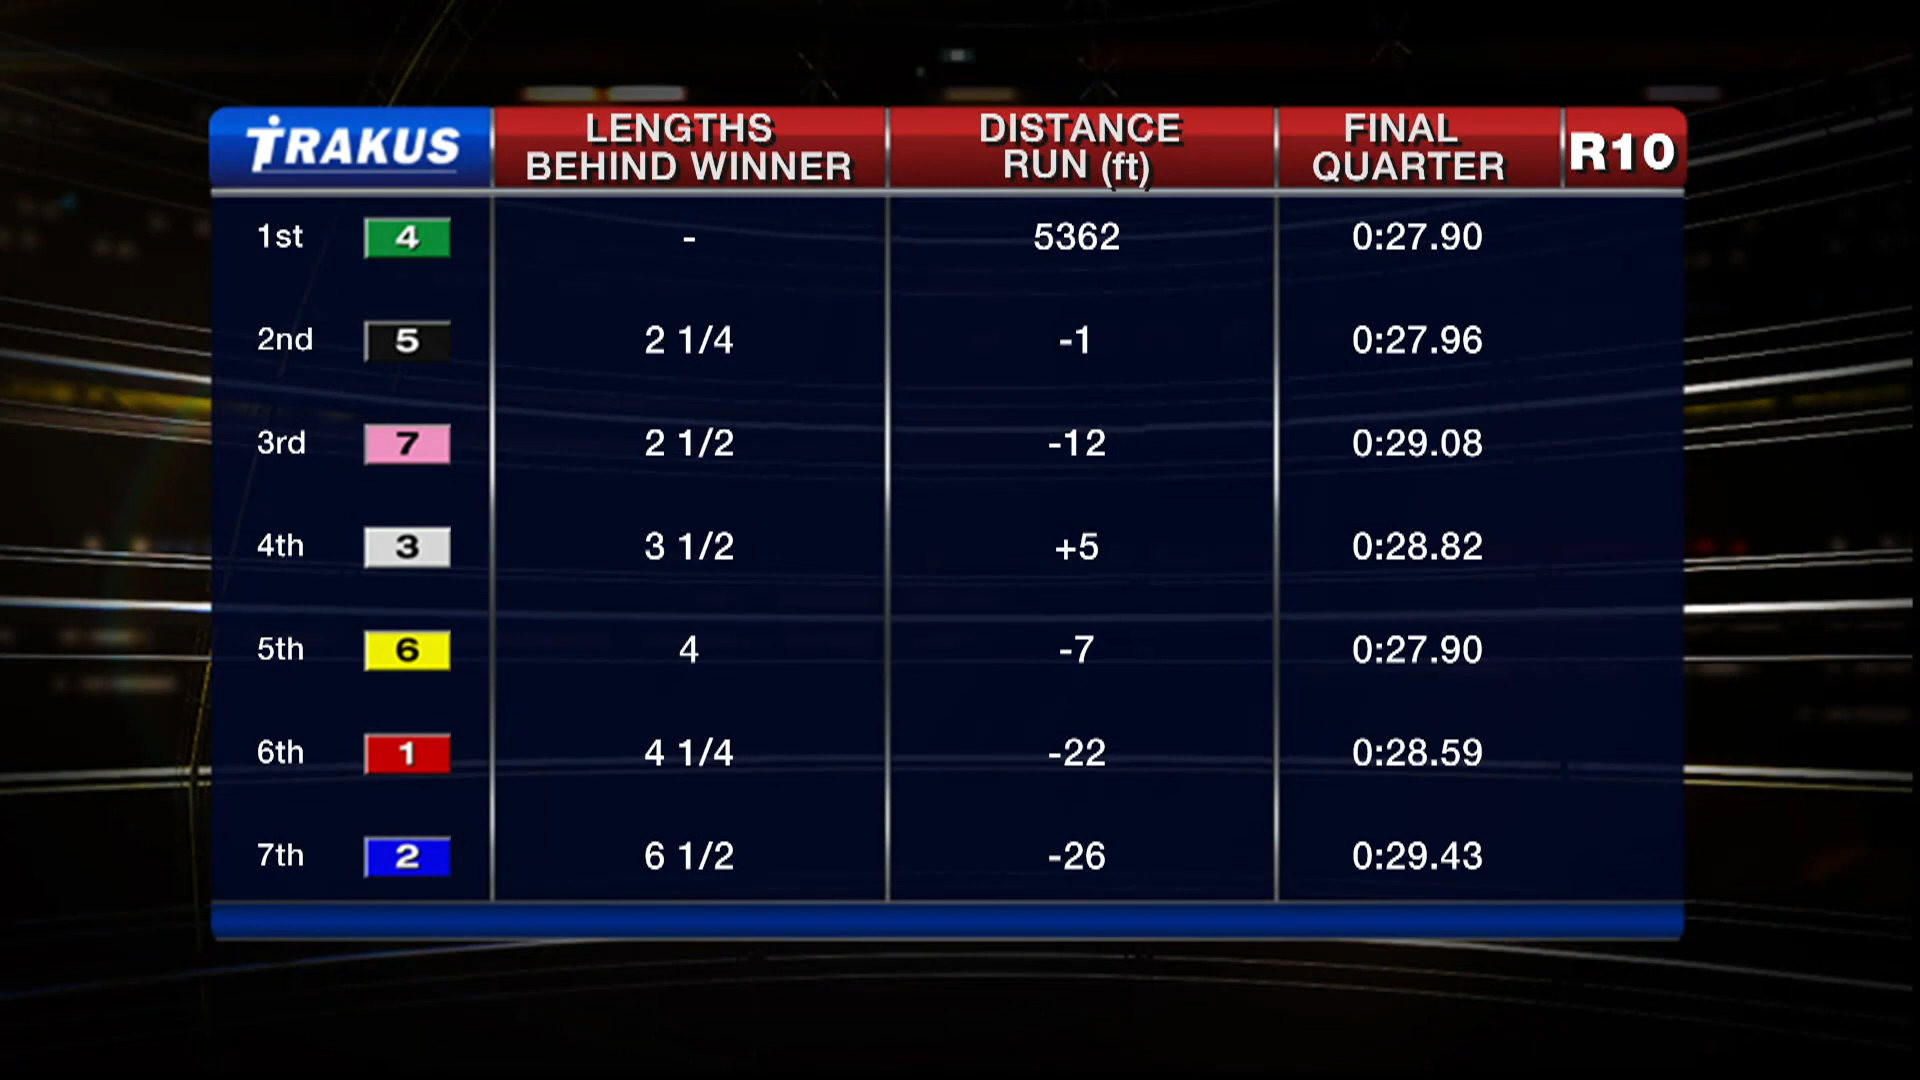 TRAKUS
LENGTHS
BEHIND WINNER
DISTANCE
RUN (ft)
FINAL
QUARTER
R10
1st 4 - 5362 0:27.90
2nd 5 2 1/4 -1 0:27.96
3rd 7 2 1/2 -12 0:29.08
4th 3 3 1/2 +5 0:28.82
5th 6 4 -7 0:27.90
6th 1 4 1/4 -22 0:28.59
7th 2 6 1/2 -26 0:29.43